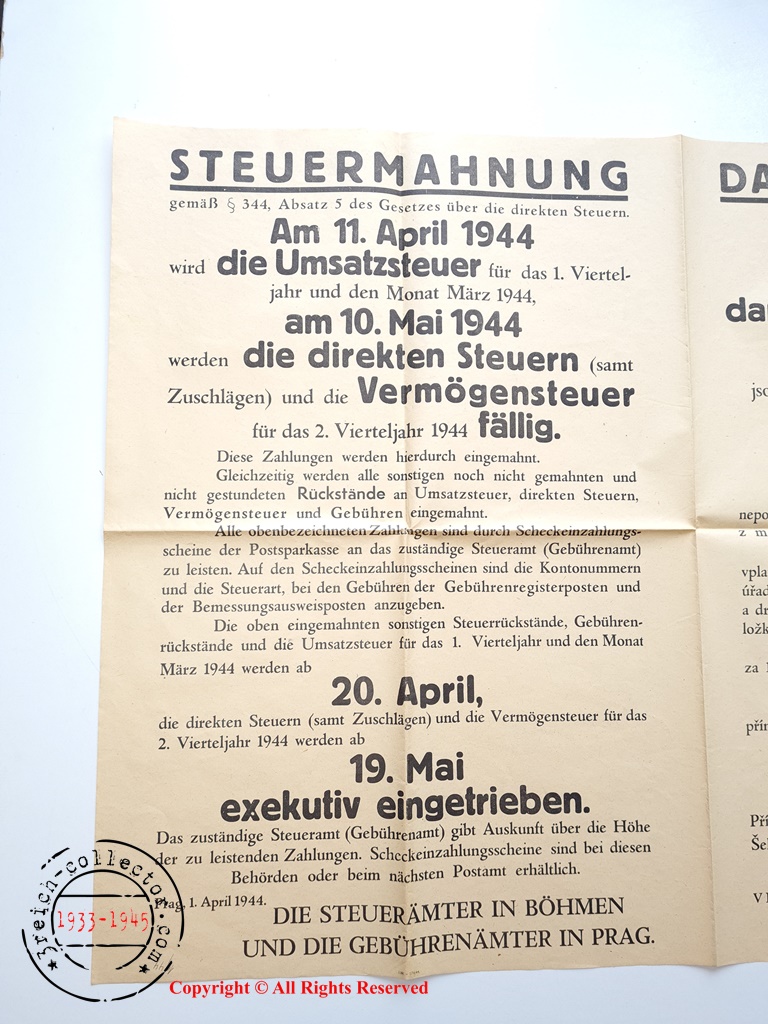 STEUERMAHNUNG
gemäß § 344, Absatz 5 des Gesetzes über die direkten Steuern.
Am 11. April 1944
wird die Umsatzsteuer für das 1. Viertel-
jahr und den Monat März 1944,
am 10. Mai 1944
werden die direkten Steuern (samt
Zuschlägen) und die Vermögensteuer
für das 2. Vierteljahr 1944 fällig.
Diese Zahlungen werden hierdurch eingemahnt.
Gleichzeitig werden alle sonstigen noch nicht gemahnten und
nicht gestundeten Rückstände an Umsatzsteuer, direkten Steuern,
Vermögensteuer und Gebühren eingemahnt.
Alle obenbezeichneten Zahlungen sind durch Scheckeinzahlungs-
scheine der Postsparkasse an das zuständige Steueramt (Gebührenamt)
zu leisten. Auf den Scheckeinzahlungsscheinen sind die Kontonummern
und die Steuerart, bei den Gebühren der Gebührenregisterposten und
der Bemessungsausweisposten anzugeben.
Die oben eingemahnten sonstigen Steuerrückstände, Gebühren-
rückstände und die Umsatzsteuer für das 1. Vierteljahr und den Monat
März 1944 werden ab
20. April,
die direkten Steuern (samt Zuschlägen) und die Vermögensteuer für das
2. Vierteljahr 1944 werden ab
19. Mai
exekutiv eingetrieben.
Das zuständige Steueramt (Gebührenamt) gibt Auskunft über die Höhe
der zu leistenden Zahlungen. Scheckeinzahlungsscheine sind bei diesen
Behörden oder beim nächsten Postamt erhältlich.
Prag, 1. April 1944.
DIE STEUERÄMTER IN BÖHMEN
UND DIE GEBÜHRENÄMTER IN PRAG.
DA
da
jso
nepo
z m
vpla
úřad
a dr
ložk
za 1
přín
Pří
Šel
V I
3reich-collector.com
1933-1945
Copyright © All Rights Reserved